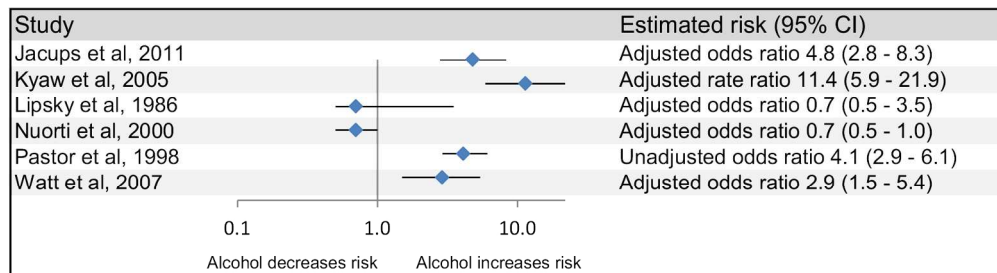 Study Estimated risk (95% CI)
Jacups et al, 2011 Adjusted odds ratio 4.8 (2.8 - 8.3)
Kyaw et al, 2005 Adjusted rate ratio 11.4 (5.9 - 21.9)
Lipsky et al, 1986 Adjusted odds ratio 0.7 (0.5 - 3.5)
Nuorti et al, 2000 Adjusted odds ratio 0.7 (0.5 - 1.0)
Pastor et al, 1998 Unadjusted odds ratio 4.1 (2.9 - 6.1)
Watt et al, 2007 Adjusted odds ratio 2.9 (1.5 - 5.4)
0.1 1.0 10.0
Alcohol decreases risk Alcohol increases risk